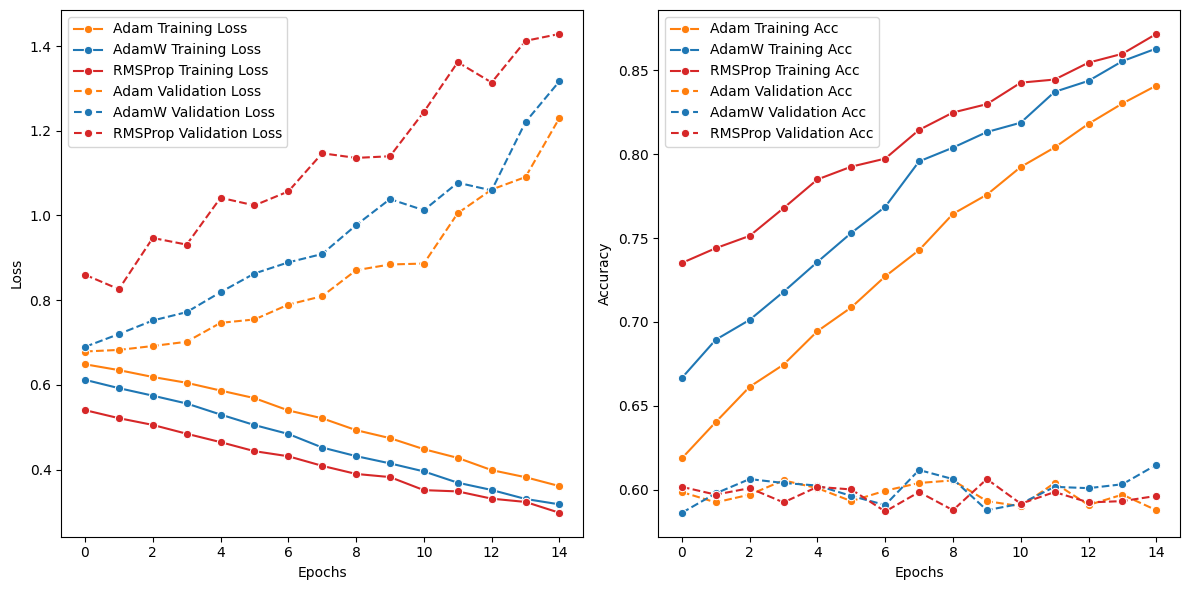 Adam Training Loss
AdamW Training Loss
RMSProp Training Loss
Adam Validation Loss
AdamW Validation Loss
RMSProp Validation Loss
1.4
1.2
1.0
0.8
0.6
0.4
Loss
0 2 4 6 8 10 12 14
Epochs
Adam Training Acc
AdamW Training Acc
RMSProp Training Acc
Adam Validation Acc
AdamW Validation Acc
RMSProp Validation Acc
0.85
0.80
0.75
0.70
0.65
0.60
Accuracy
0 2 4 6 8 10 12 14
Epochs